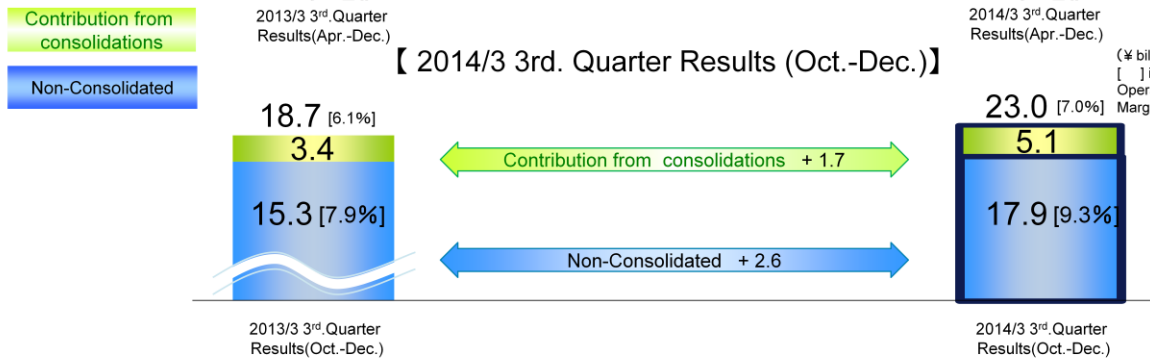 Contribution from
consolidations
Non-Consolidated
2013/3 3rd.Quarter
Results(Apr.-Dec.)
2014/3 3rd.Quarter
Results(Apr.-Dec.)
【 2014/3 3rd. Quarter Results (Oct.-Dec.)】
(¥ bil
[ ] i
Oper
Marg
18.7 [6.1%]
3.4
15.3 [7.9%]
Contribution from consolidations + 1.7
Non-Consolidated + 2.6
23.0 [7.0%]
5.1
17.9 [9.3%]
2013/3 3rd.Quarter
Results(Oct.-Dec.)
2014/3 3rd.Quarter
Results(Oct.-Dec.)